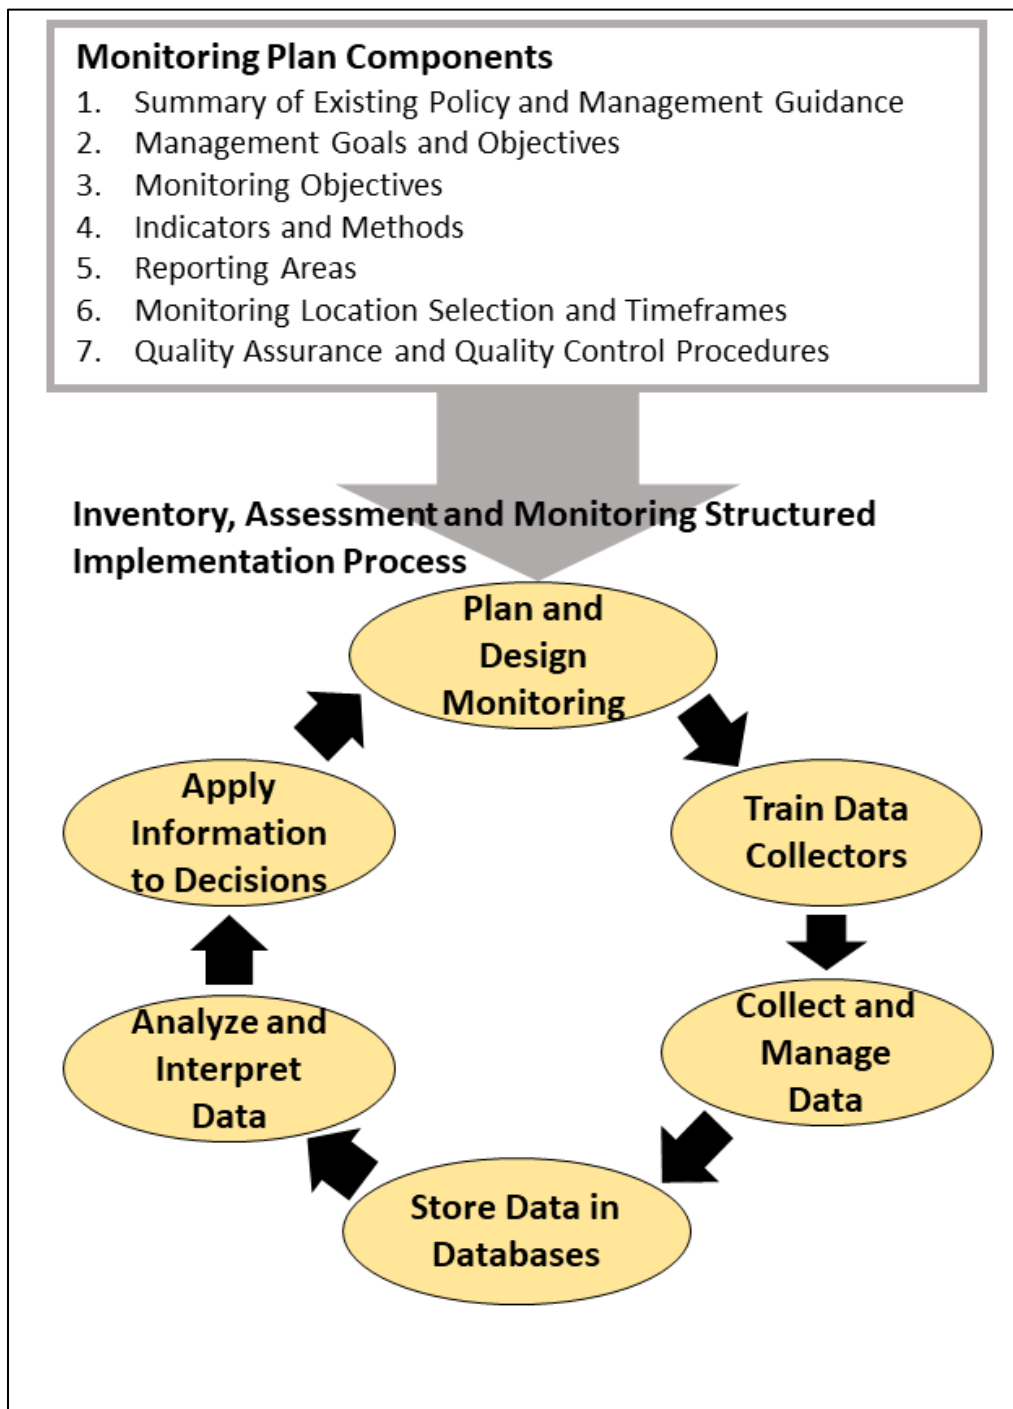 Monitoring Plan Components
1. Summary of Existing Policy and Management Guidance
2. Management Goals and Objectives
3. Monitoring Objectives
4. Indicators and Methods
5. Reporting Areas
6. Monitoring Location Selection and Timeframes
7. Quality Assurance and Quality Control Procedures
Inventory, Assessment and Monitoring Structured
Implementation Process
Plan and
Design
Monitoring
Train Data
Collectors
Collect and
Manage
Data
Store Data in
Databases
Analyze and
Interpret
Data
Apply
Information
to Decisions